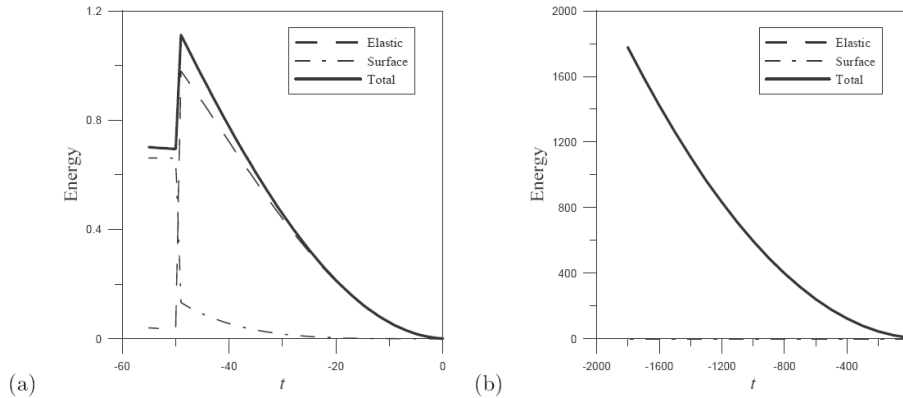 1.2
0.8
0.4
0
Energy
-60
-40
-20
0
t
Elastic
Surface
Total
(a)
2000
1600
1200
800
400
0
Energy
-2000
-1600
-1200
-800
-400
t
Elastic
Surface
Total
(b)